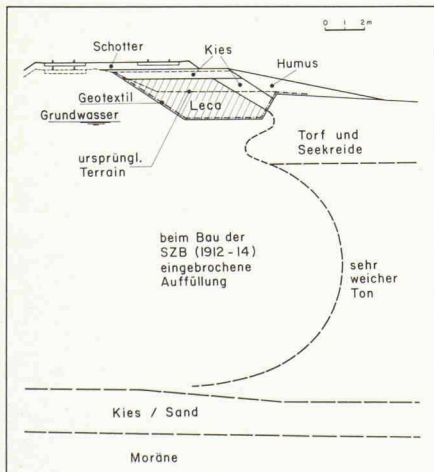 0 1 2m
Schotter
Kies
Humus
Geotextil
Leca
Grundwasser
ursprüngl.
Terrain
Torf und
Seekreide
beim Bau der
SZB (1912-14)
eingebrochene
Auffüllung
sehr
weicher
Ton
Kies / Sand
Moräne